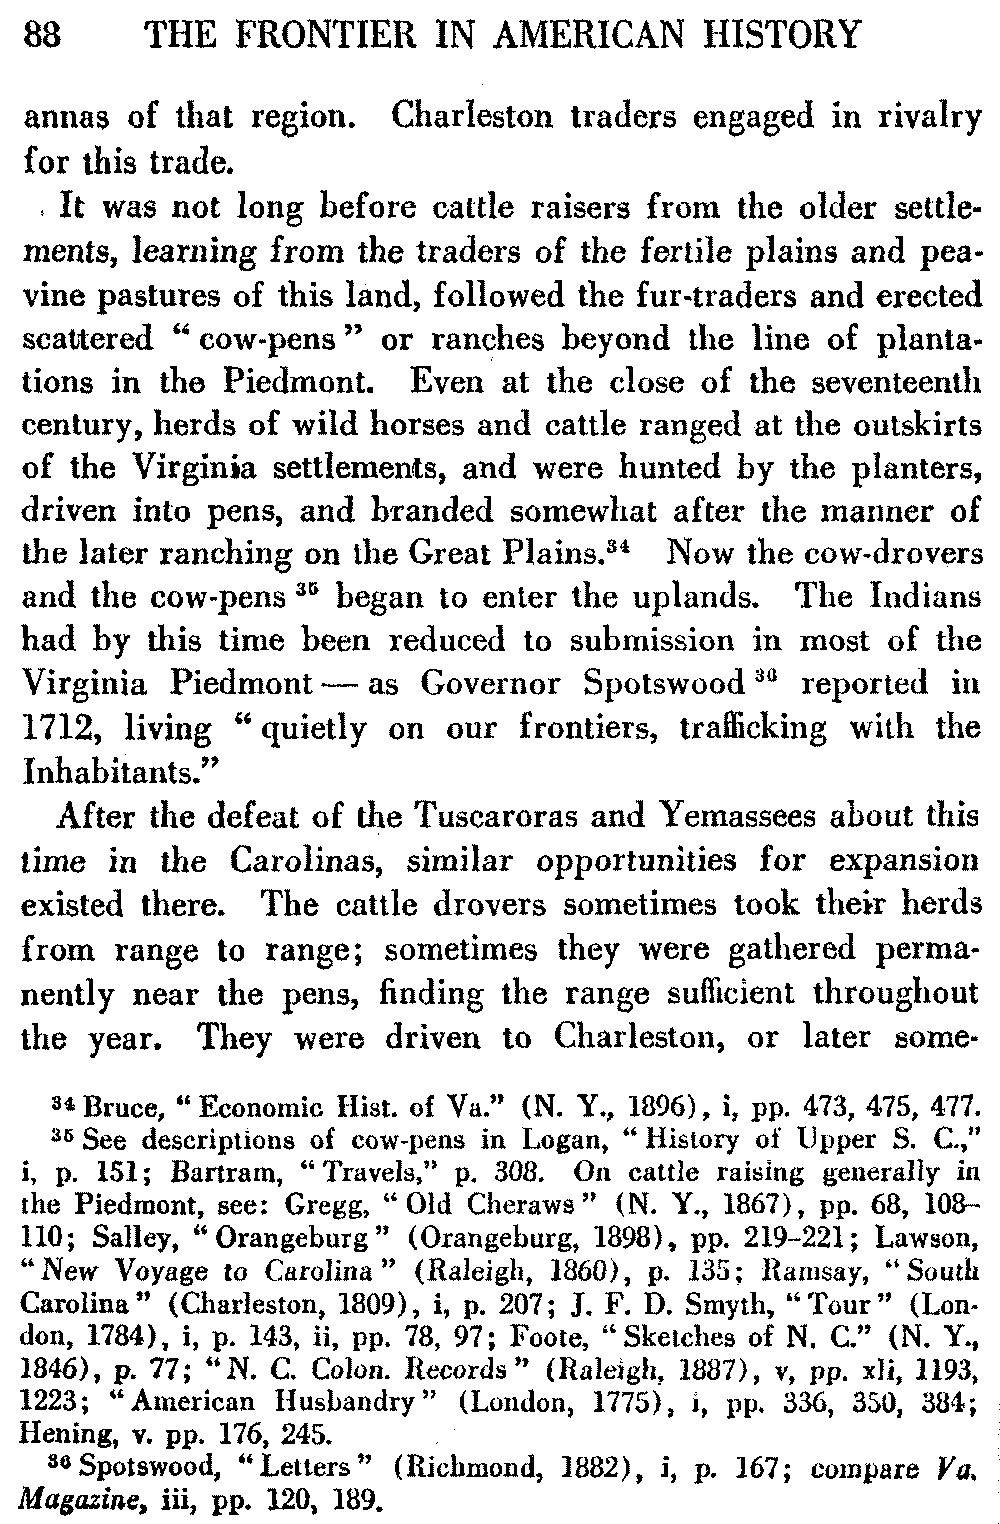 88 THE FRONTIER IN AMERICAN HISTORY
annas of that region. Charleston traders engaged in rivalry
for this trade.
It was not long before cattle raisers from the older settle-
ments, learning from the traders of the fertile plains and pea-
vine pastures of this land, followed the fur-traders and erected
scattered “ cow-pens ” or ranches beyond the line of planta-
tions in the Piedmont. Even at the close of the seventeenth
century, herds of wild horses and cattle ranged at the outskirts
of the Virginia settlements, and were hunted by the planters,
driven into pens, and branded somewhat after the manner of
the later ranching on the Great Plains.³⁴ Now the cow-drovers
and the cow-pens ³⁵ began to enter the uplands. The Indians
had by this time been reduced to submission in most of the
Virginia Piedmont — as Governor Spotswood ³⁶ reported in
1712, living “ quietly on our frontiers, trafficking with the
Inhabitants.”
After the defeat of the Tuscaroras and Yemassees about this
time in the Carolinas, similar opportunities for expansion
existed there. The cattle drovers sometimes took their herds
from range to range; sometimes they were gathered perma-
nently near the pens, finding the range sufficient throughout
the year. They were driven to Charleston, or later some-
³⁴ Bruce, “ Economic Hist. of Va.” (N. Y., 1896), i, pp. 473, 475, 477.
³⁵ See descriptions of cow-pens in Logan, “ History of Upper S. C.,”
i, p. 151; Bartram, “ Travels,” p. 308. On cattle raising generally in
the Piedmont, see: Gregg, “ Old Cheraws ” (N. Y., 1867), pp. 68, 108–
110; Salley, “ Orangeburg ” (Orangeburg, 1898), pp. 219–221; Lawson,
“ New Voyage to Carolina ” (Raleigh, 1860), p. 135; Ramsay, “ South
Carolina ” (Charleston, 1809), i, p. 207; J. F. D. Smyth, “ Tour ” (Lon-
don, 1784), i, p. 143, ii, pp. 78, 97; Foote, “ Sketches of N. C.” (N. Y.,
1846), p. 77; “ N. C. Colon. Records ” (Raleigh, 1887), v, pp. xli, 1193,
1223; “ American Husbandry ” (London, 1775), i, pp. 336, 350, 384;
Hening, v. pp. 176, 245.
³⁶ Spotswood, “ Letters ” (Richmond, 1882), i, p. 167; compare Va.
Magazine, iii, pp. 120, 189.